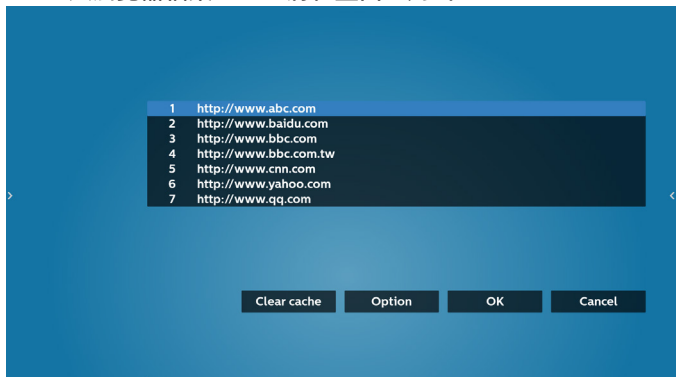 1 http://www.abc.com
2 http://www.baidu.com
3 http://www.bbc.com
4 http://www.bbc.com.tw
5 http://www.cnn.com
6 http://www.yahoo.com
7 http://www.qq.com
> <
Clear cache Option OK Cancel